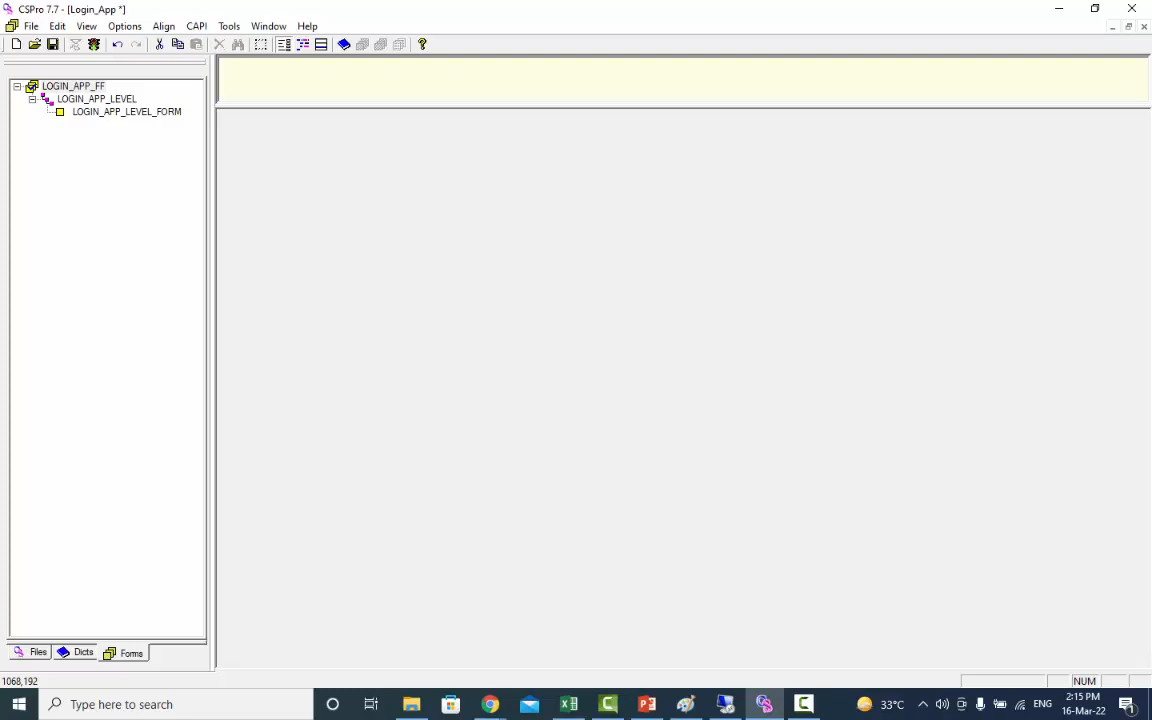 CSPro 7.7 - [Login_App *]
File Edit View Options Align CAPI Tools Window Help
LOGIN_APP_FF
LOGIN_APP_LEVEL
LOGIN_APP_LEVEL_FORM
Files Dicts Forms
1068,192 NUM
Type here to search 33°C ENG 2:15 PM
16-Mar-22